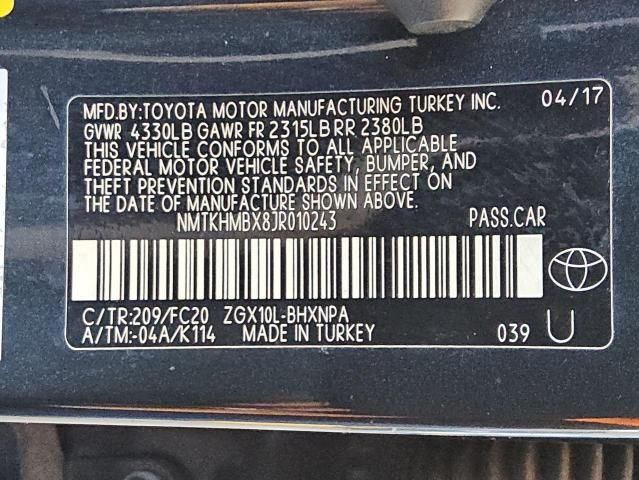 MFD.BY:TOYOTA MOTOR MANUFACTURING TURKEY INC. 04/17
GVWR 4330LB GAWR FR 2315LB RR 2380LB
THIS VEHICLE CONFORMS TO ALL APPLICABLE
FEDERAL MOTOR VEHICLE SAFETY, BUMPER, AND
THEFT PREVENTION STANDARDS IN EFFECT ON
THE DATE OF MANUFACTURE SHOWN ABOVE.
NMTKHMBX8JR010243 PASS.CAR
C/TR:209/FC20 ZGX10L-BHXNPA
A/TM:-04A/K114 MADE IN TURKEY 039 U